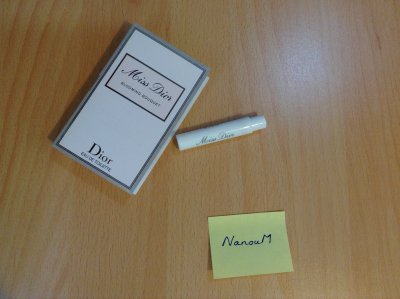 Miss Dior
BLOOMING BOUQUET
Dior
EAU DE TOILETTE
Miss Dior
NanouM